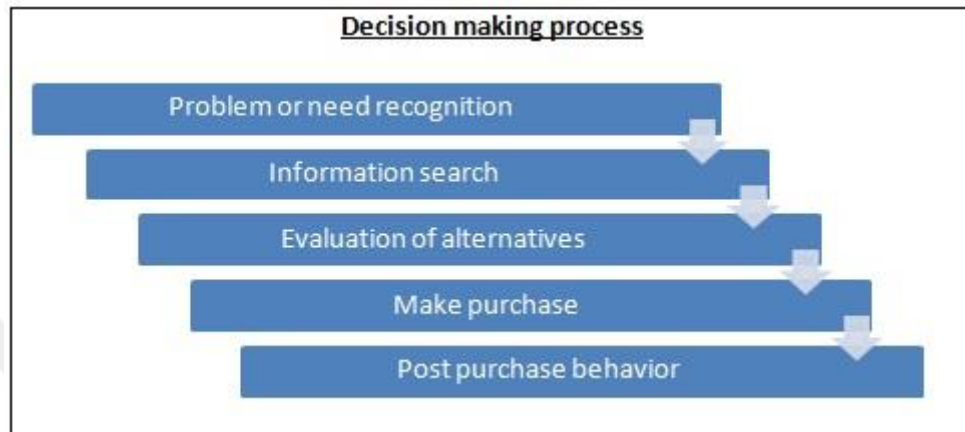 Decision making process
Problem or need recognition
Information search
Evaluation of alternatives
Make purchase
Post purchase behavior